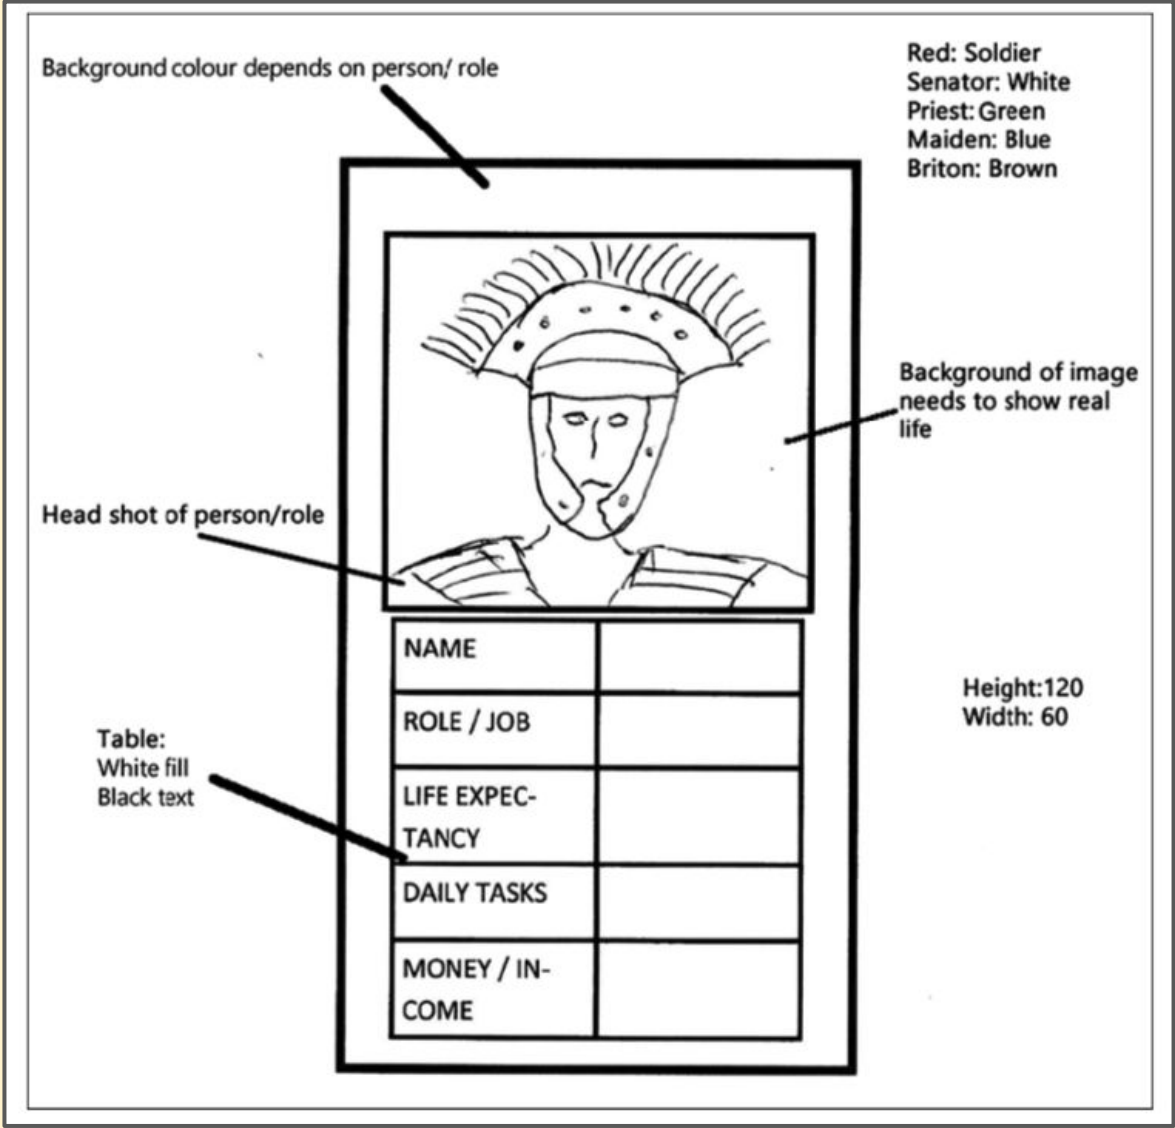 Background colour depends on person/ role
Red: Soldier
Senator: White
Priest: Green
Maiden: Blue
Briton: Brown
Background of image
needs to show real
life
Head shot of person/role
NAME
ROLE / JOB
LIFE EXPEC-
TANCY
DAILY TASKS
MONEY / IN-
COME
Height:120
Width: 60
Table:
White fill
Black text